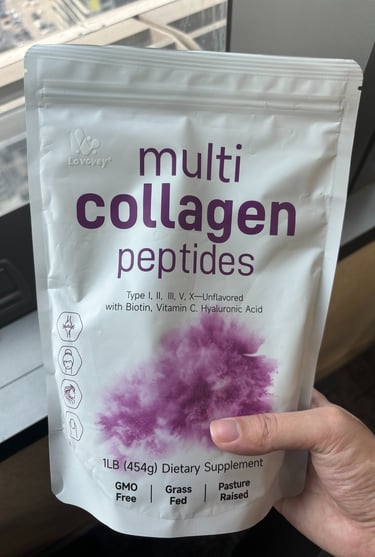 Lovovey®
multi
collagen
peptides
Type I, II, III, V, X—Unflavored
with Biotin, Vitamin C, Hyaluronic Acid
1LB (454g) Dietary Supplement
GMO Free
Grass Fed
Pasture Raised